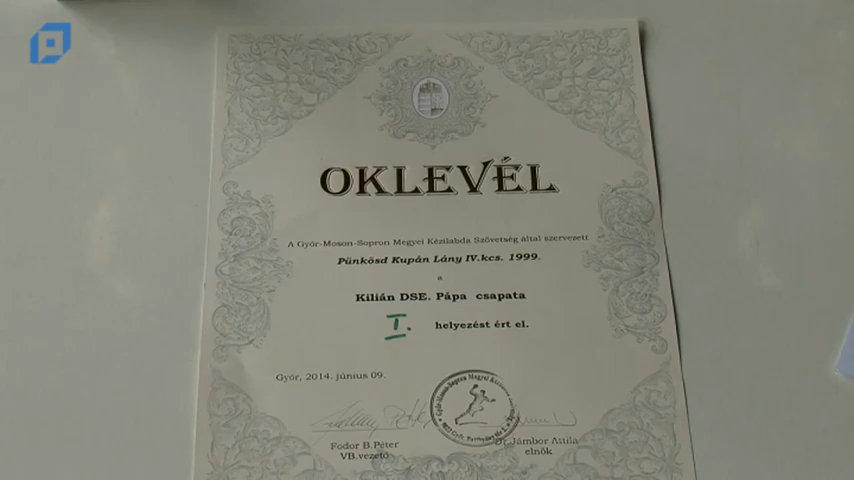 OKLEVÉL
A Győr-Moson-Sopron Megyei Kézilabda Szövetség által szervezett
Pünkösd Kupán Lány IV.kcs. 1999.
a
Kilián DSE. Pápa csapata
I. helyezést ért el.
Győr, 2014. június 09.
Fodor B.Péter
VB.vezető
Dr. Jámbor Attila
elnök